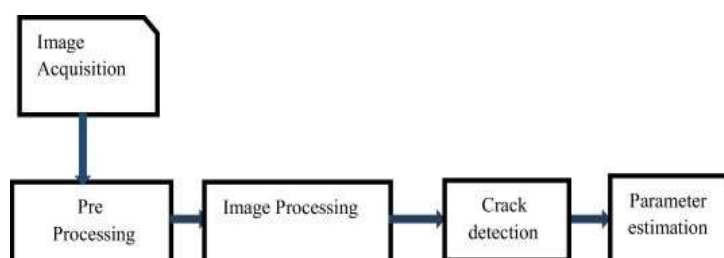 Image
Acquisition
Pre
Processing
Image Processing
Crack
detection
Parameter
estimation